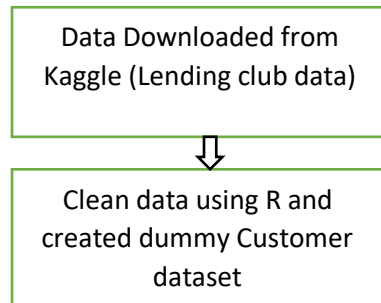 Data Downloaded from
Kaggle (Lending club data)
Clean data using R and
created dummy Customer
dataset